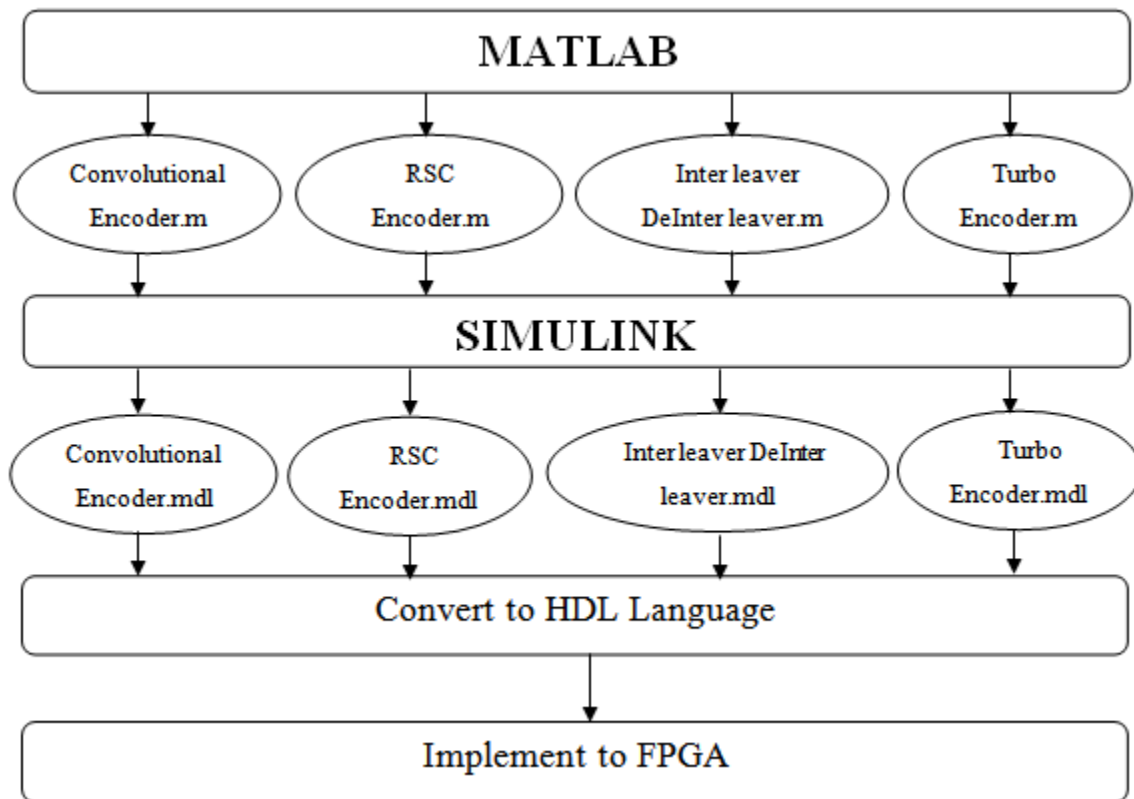 MATLAB
Convolutional
Encoder.m
RSC
Encoder.m
Inter leaver
DeInter leaver.m
Turbo
Encoder.m
SIMULINK
Convolutional
Encoder.mdl
RSC
Encoder.mdl
Inter leaver DeInter
leaver.mdl
Turbo
Encoder.mdl
Convert to HDL Language
Implement to FPGA